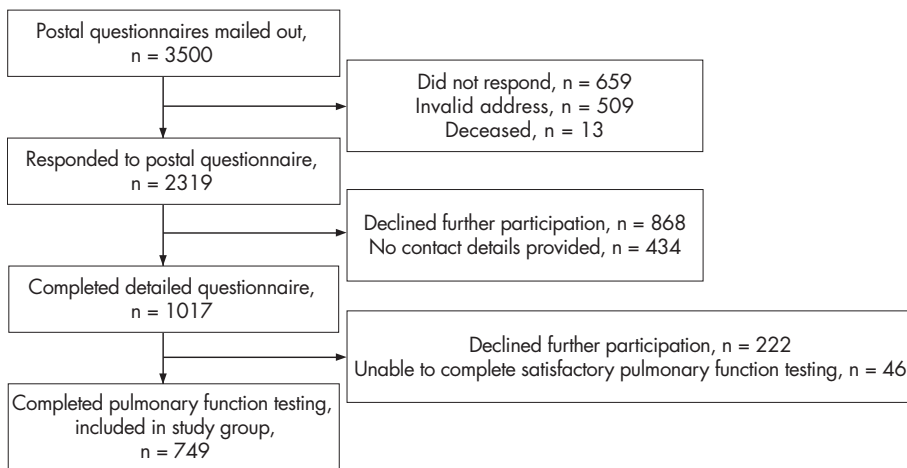 Postal questionnaires mailed out,
n = 3500
Did not respond, n = 659
Invalid address, n = 509
Deceased, n = 13
Responded to postal questionnaire,
n = 2319
Declined further participation, n = 868
No contact details provided, n = 434
Completed detailed questionnaire,
n = 1017
Declined further participation, n = 222
Unable to complete satisfactory pulmonary function testing, n = 46
Completed pulmonary function testing,
included in study group,
n = 749